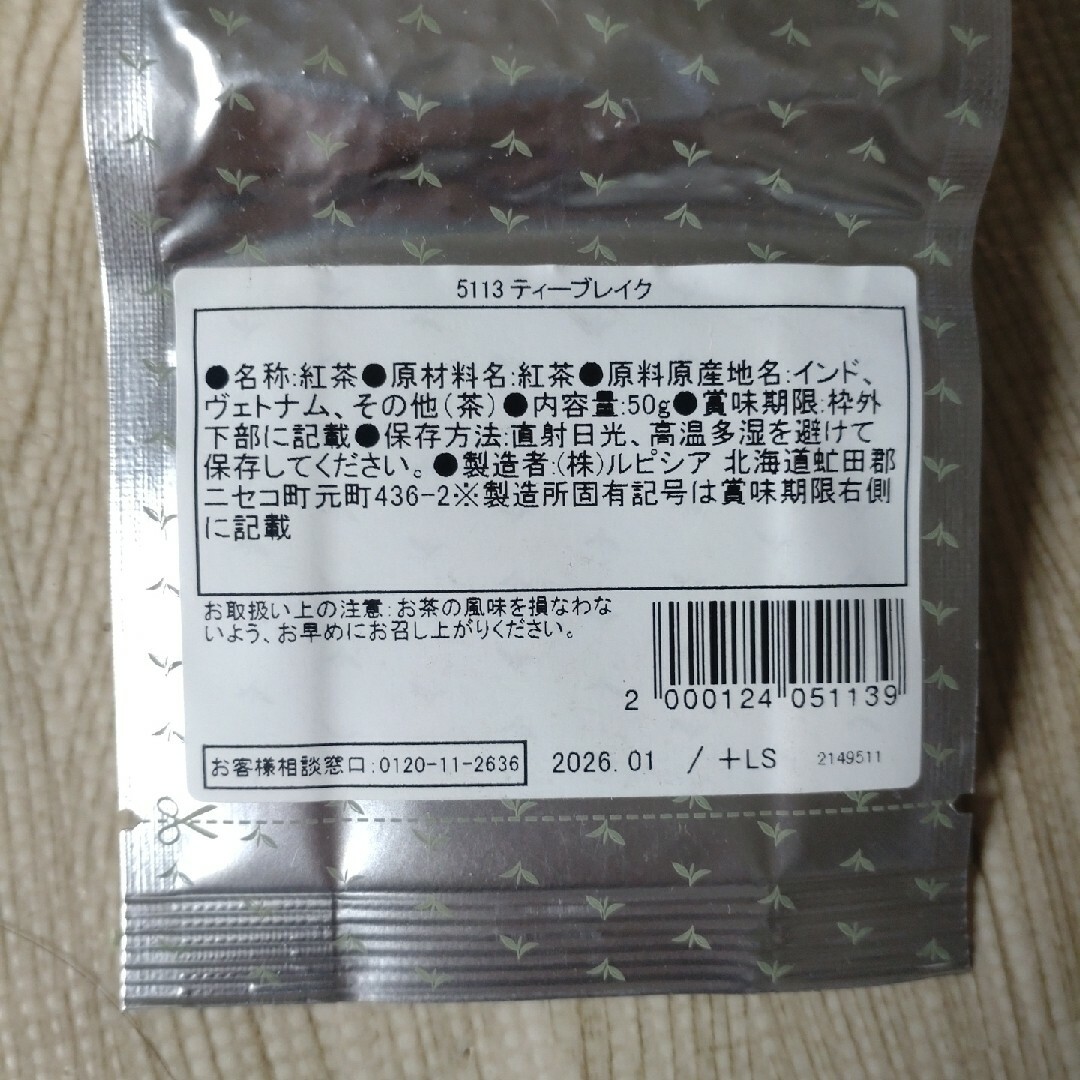 5113 ティーブレイク
●名称:紅茶●原材料名:紅茶●原料原産地名:インド、
ヴェトナム、その他(茶)●内容量:50g●賞味期限:枠外
下部に記載●保存方法:直射日光、高温多湿を避けて
保存してください。●製造者:(株)ルピシア 北海道虻田郡
ニセコ町元町436-2※製造所固有記号は賞味期限右側
に記載
お取扱い上の注意:お茶の風味を損なわな
いよう、お早めにお召し上がりください。
2 000124 051139
お客様相談窓口:0120-11-2636
2026.01 / +LS 2149511